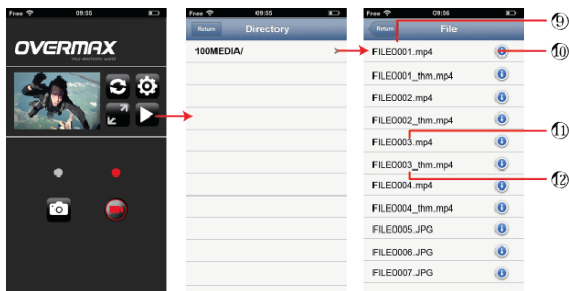 Free 09:55
OVERMAX
Your electronic world
Free 09:55
Return Directory
100MEDIA/
Free 09:56
Return File
FILE0001.mp4
FILE0001_thm.mp4
FILE0002.mp4
FILE0002_thm.mp4
FILE0003.mp4
FILE0003_thm.mp4
FILE0004.mp4
FILE0004_thm.mp4
FILE0005.JPG
FILE0006.JPG
FILE0007.JPG
⑨
⑩
⑪
⑫